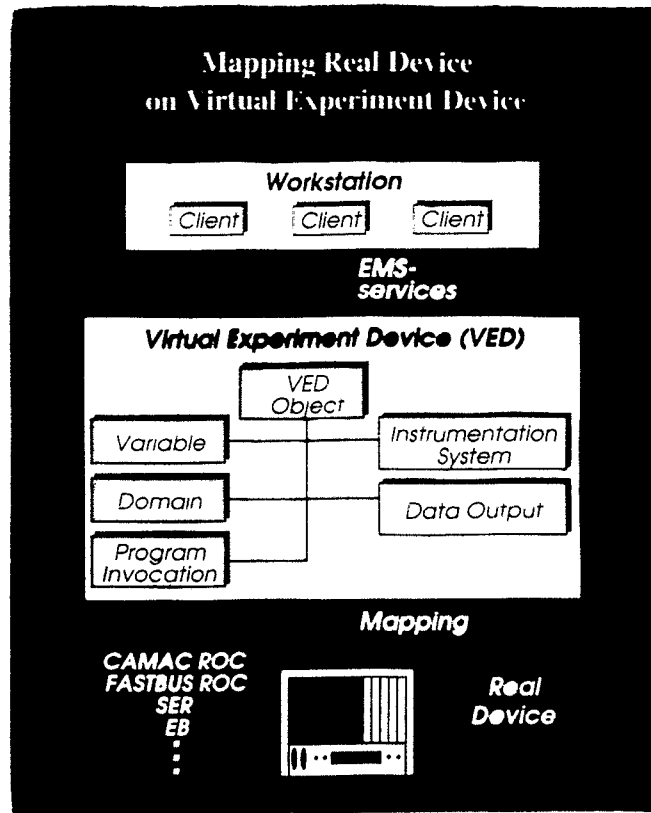 Mapping Real Device
on Virtual Experiment Device
Workstation
Client Client Client
EMS-
services
Virtual Experiment Device (VED)
VED
Object
Variable
Instrumentation
System
Domain
Data Output
Program
Invocation
Mapping
CAMAC ROC
FASTBUS ROC
SER
EB
Real
Device